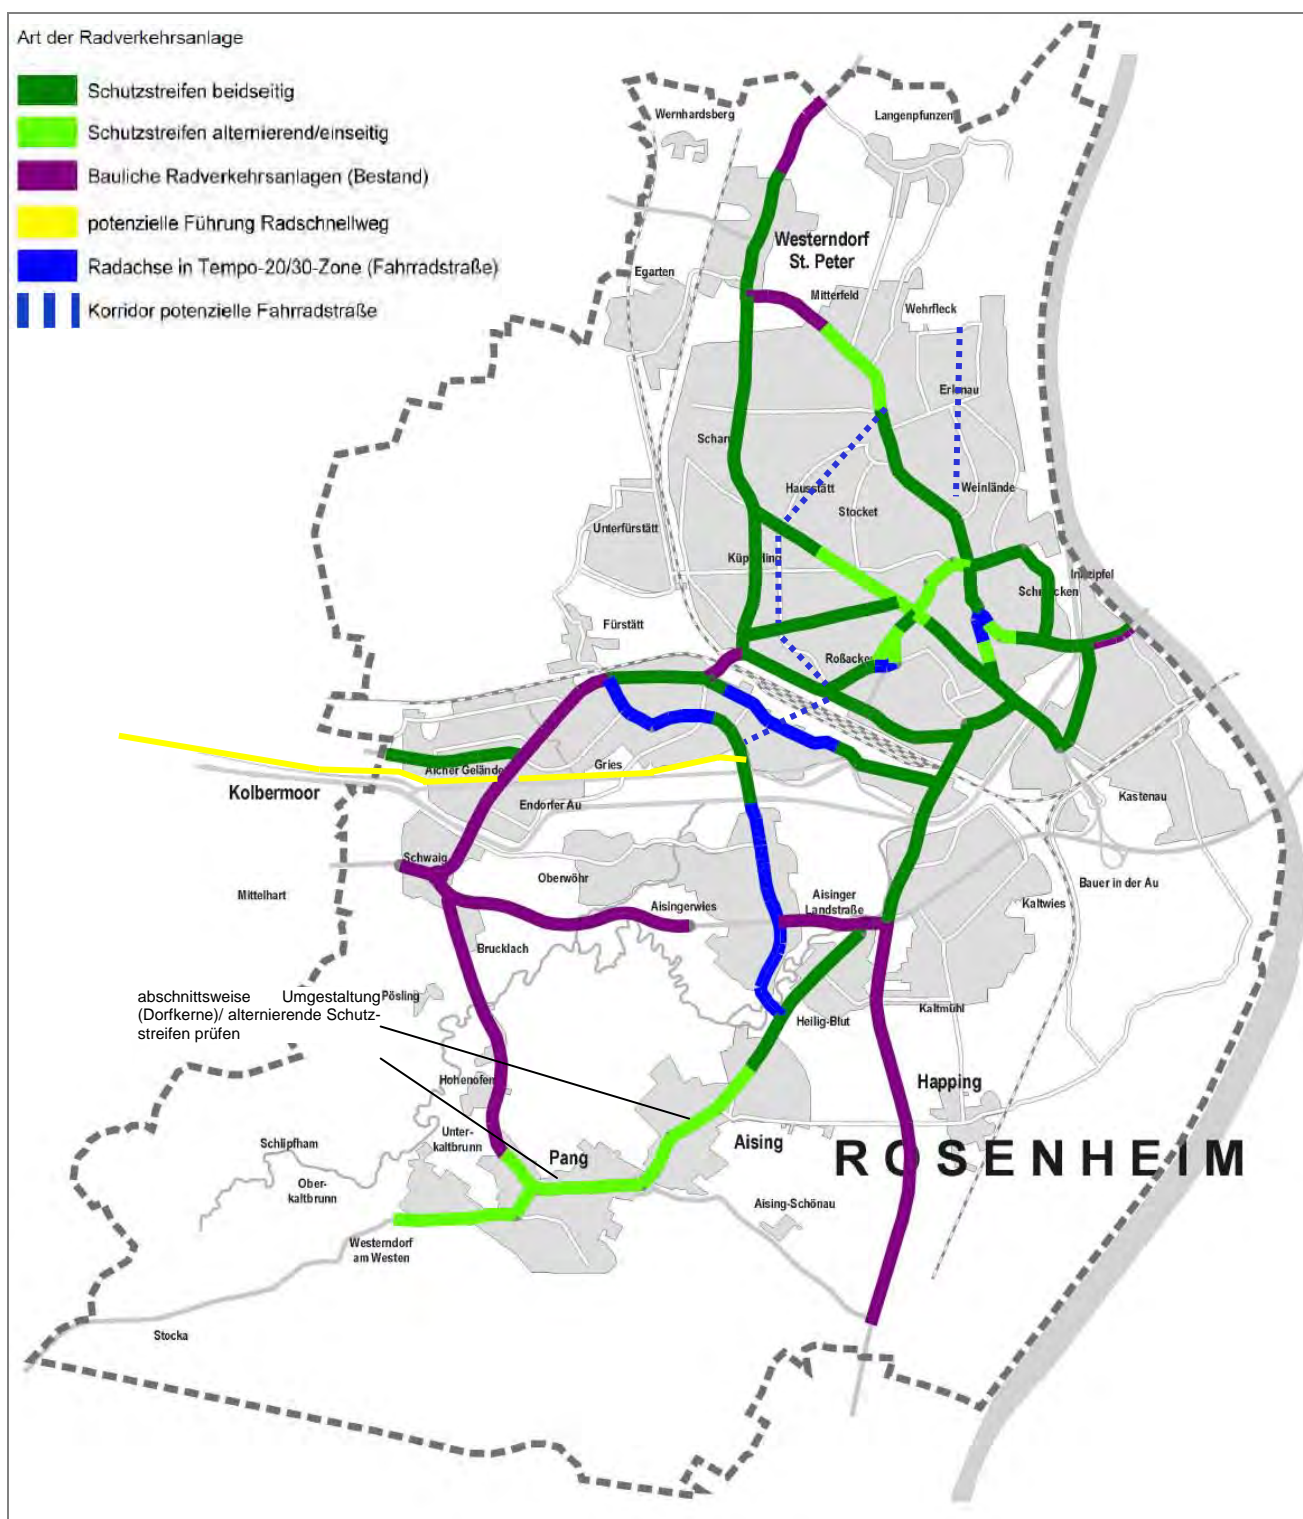 Art der Radverkehrsanlage
Schutzstreifen beidseitig
Schutzstreifen alternierend/einseitig
Bauliche Radverkehrsanlagen (Bestand)
potenzielle Führung Radschnellweg
Radachse in Tempo-20/30-Zone (Fahrradstraße)
Korridor potenzielle Fahrradstraße
Wernhardsberg
Langenpfunzen
Westerndorf
St. Peter
Egarten
Mitterfeld
Wehrfleck
Hausstätt
Weinlände
Stocket
Unterfürstätt
Fürstätt
Aicher Gelände
Gries
Kolbermoor
Endorfer Au
Kastenau
Schwaig
Oberwöhr
Mittelhart
Aisingerwies
Aisinger
Landstraße
Bauer in der Au
Kaltwies
Brucklach
abschnittsweise Umgestaltung
(Dorfkerne)/ alternierende Schutz-
streifen prüfen
Pösling
Heilig-Blut
Kaltmühl
Hohenofen
Happing
Unter-
kaltbrunn
Schlipfham
Pang
Aising
ROSENHEIM
Ober-
kaltbrunn
Aising-Schönau
Westerndorf
am Westen
Stocka